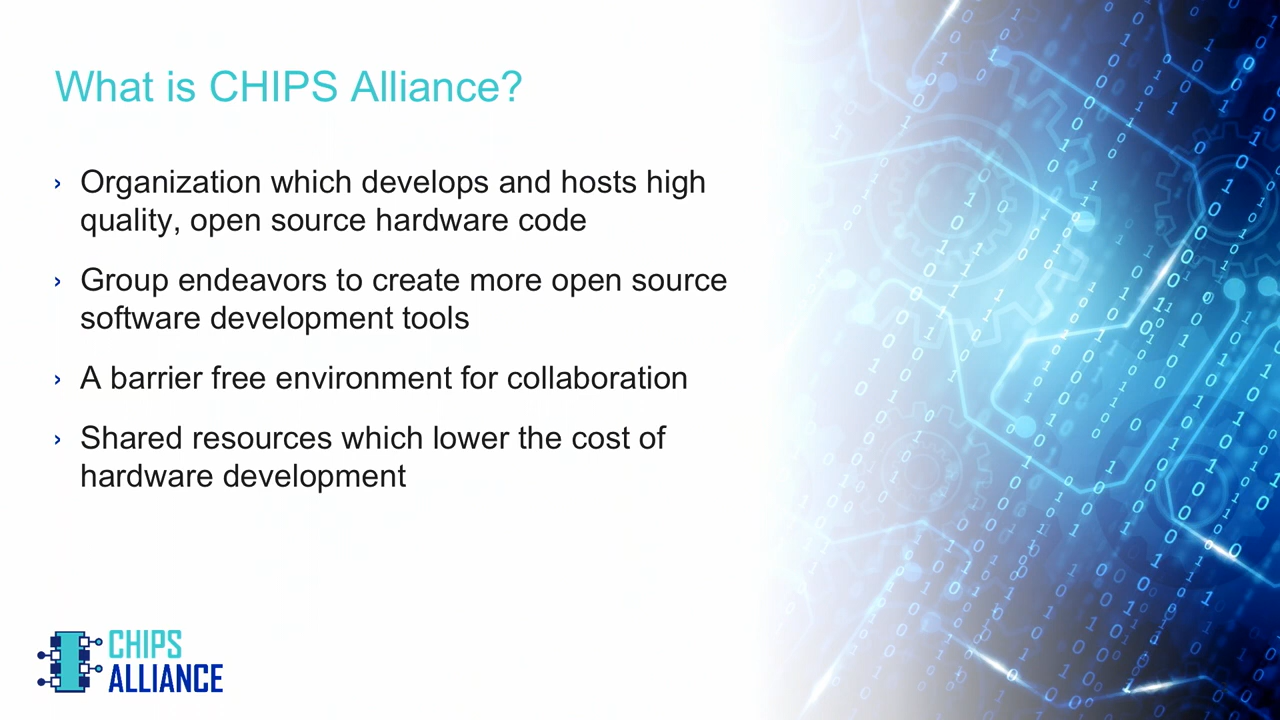 What is CHIPS Alliance?
› Organization which develops and hosts high
quality, open source hardware code
› Group endeavors to create more open source
software development tools
› A barrier free environment for collaboration
› Shared resources which lower the cost of
hardware development
CHIPS
ALLIANCE